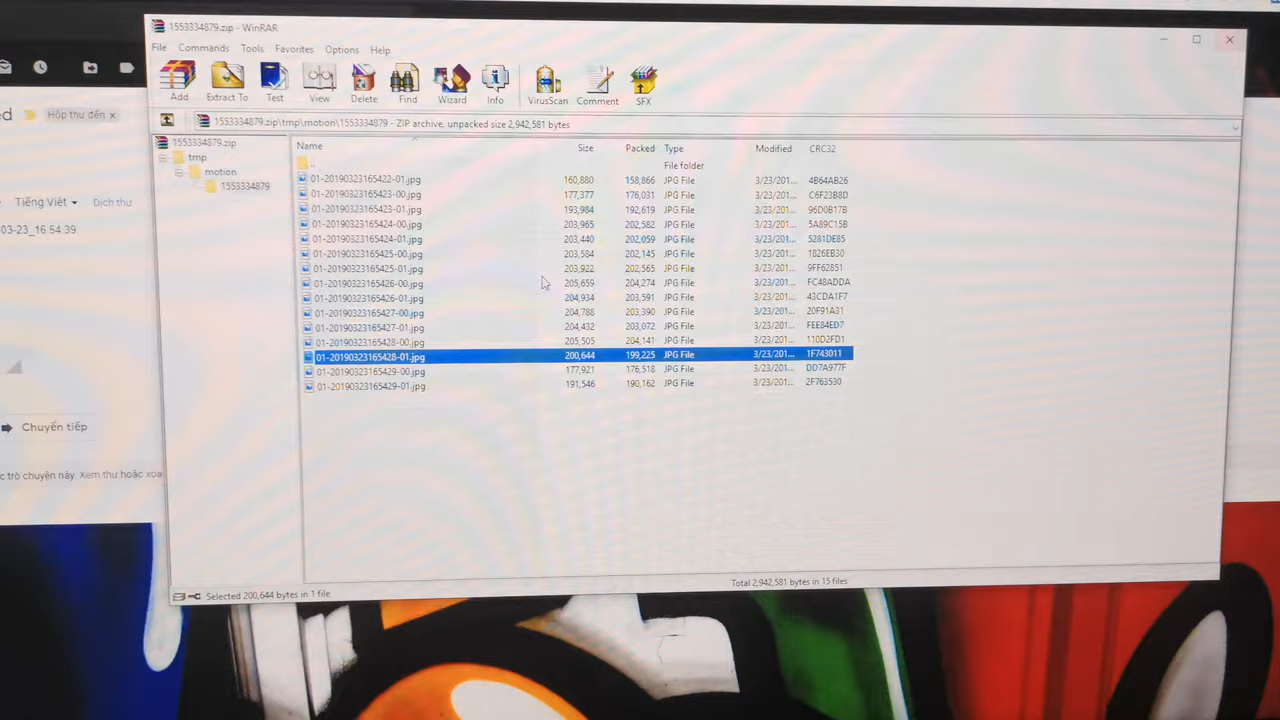 1553334879.zip - WinRAR
File Commands Tools Favorites Options Help
Add Extract To Test View Delete Find Wizard Info VirusScan Comment SFX
1553334879.zip\tmp\motion\1553334879 - ZIP archive, unpacked size 2,942,581 bytes
1553334879.zip
tmp
motion
1553334879
Name Size Packed Type Modified CRC32
.. File folder
01-20190323165422-01.jpg 160,880 158,866 JPG File 3/23/201... 4B64AB26
01-20190323165423-00.jpg 177,377 176,031 JPG File 3/23/201... C6F23B8D
01-20190323165423-01.jpg 193,984 192,619 JPG File 3/23/201... 96D0B17B
01-20190323165424-00.jpg 203,965 202,582 JPG File 3/23/201... 5A89C15B
01-20190323165424-01.jpg 203,440 202,059 JPG File 3/23/201... 5281DE85
01-20190323165425-00.jpg 203,584 202,145 JPG File 3/23/201... 1826EB30
01-20190323165425-01.jpg 203,922 202,565 JPG File 3/23/201... 9FF62851
01-20190323165426-00.jpg 205,659 204,274 JPG File 3/23/201... FC48ADDA
01-20190323165426-01.jpg 204,934 203,591 JPG File 3/23/201... 43CDA1F7
01-20190323165427-00.jpg 204,788 203,390 JPG File 3/23/201... 20F91A31
01-20190323165427-01.jpg 204,432 203,072 JPG File 3/23/201... FEE84ED7
01-20190323165428-00.jpg 205,505 204,141 JPG File 3/23/201... 110D2FD1
01-20190323165428-01.jpg 200,644 199,225 JPG File 3/23/201... 1F743011
01-20190323165429-00.jpg 177,921 176,518 JPG File 3/23/201... DD7A977F
01-20190323165429-01.jpg 191,546 190,162 JPG File 3/23/201... 2F763530
Selected 200,644 bytes in 1 file
Total 2,942,581 bytes in 15 files
ed Hộp thư đến x
Tiếng Việt Dịch thư
03-23_16 54 39
Chuyển tiếp
c trò chuyện này. Xem thư hoặc xoa